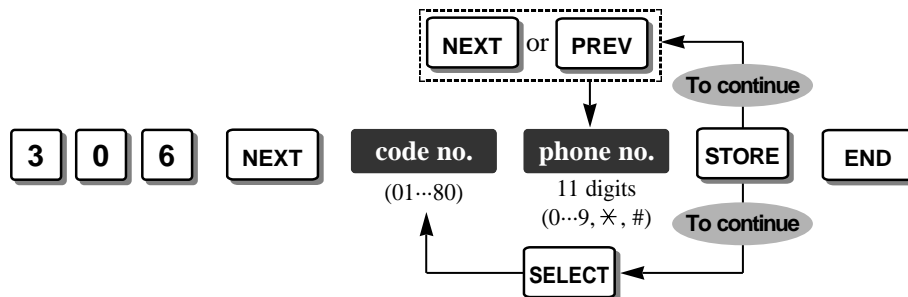 NEXT or PREV
To continue
3 0 6 NEXT code no. phone no. STORE END
(01···80) 11 digits
(0···9, ✳, #)
To continue
SELECT